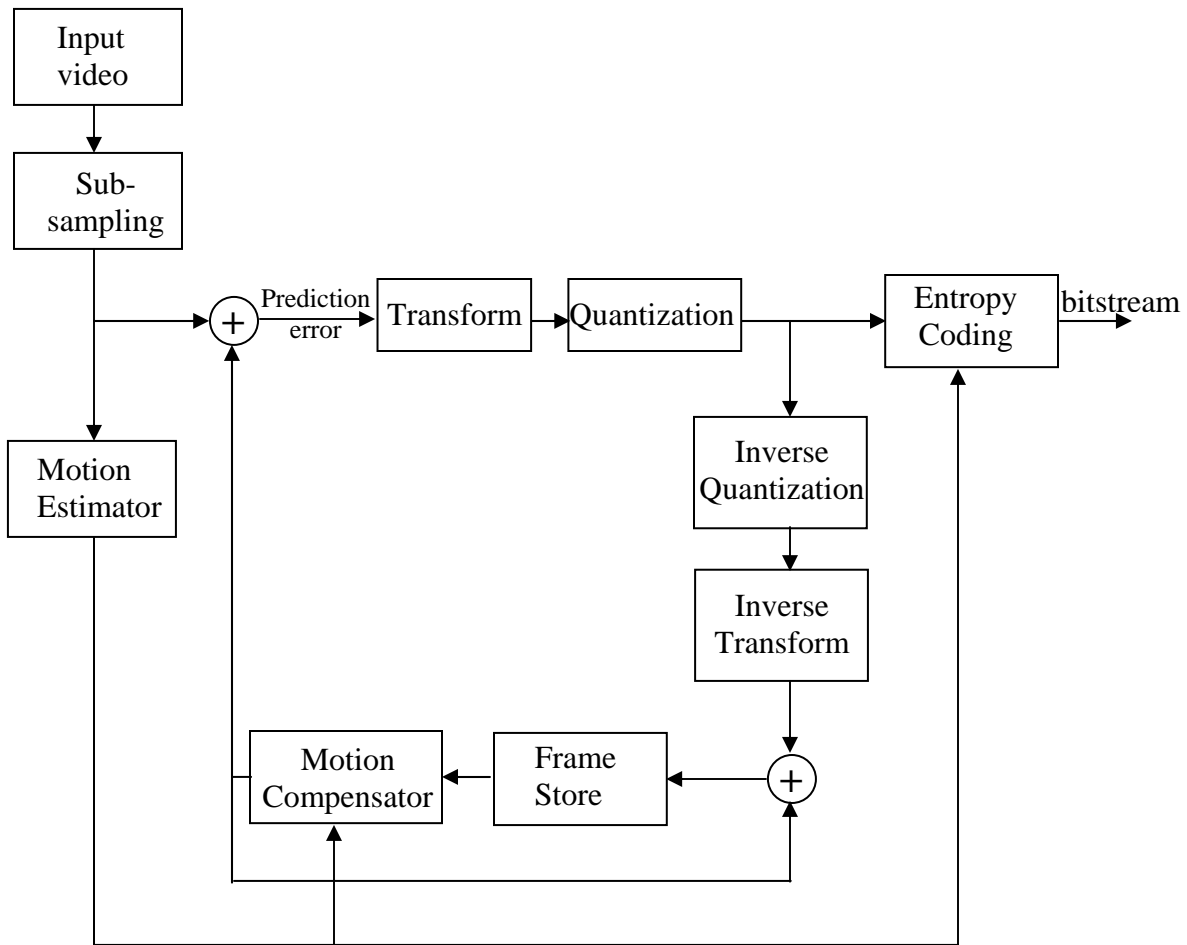 Input
video
Sub-
sampling
Prediction
error
+
Transform
Quantization
Entropy
Coding
bitstream
Motion
Estimator
Inverse
Quantization
Inverse
Transform
Motion
Compensator
Frame
Store
+